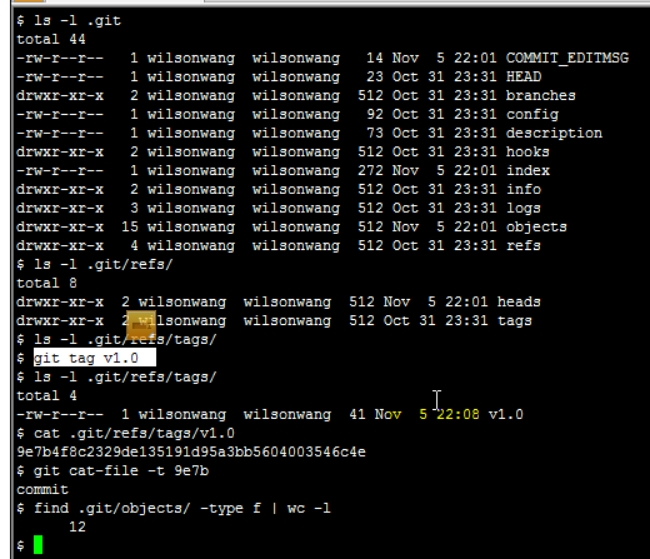 $ ls -l .git
total 44
-rw-r--r-- 1 wilsonwang wilsonwang 14 Nov 5 22:01 COMMIT_EDITMSG
-rw-r--r-- 1 wilsonwang wilsonwang 23 Oct 31 23:31 HEAD
drwxr-xr-x 2 wilsonwang wilsonwang 512 Oct 31 23:31 branches
-rw-r--r-- 1 wilsonwang wilsonwang 92 Oct 31 23:31 config
-rw-r--r-- 1 wilsonwang wilsonwang 73 Oct 31 23:31 description
drwxr-xr-x 2 wilsonwang wilsonwang 512 Oct 31 23:31 hooks
-rw-r--r-- 1 wilsonwang wilsonwang 272 Nov 5 22:01 index
drwxr-xr-x 2 wilsonwang wilsonwang 512 Oct 31 23:31 info
drwxr-xr-x 3 wilsonwang wilsonwang 512 Oct 31 23:31 logs
drwxr-xr-x 15 wilsonwang wilsonwang 512 Nov 5 22:01 objects
drwxr-xr-x 4 wilsonwang wilsonwang 512 Oct 31 23:31 refs
$ ls -l .git/refs/
total 8
drwxr-xr-x 2 wilsonwang wilsonwang 512 Nov 5 22:01 heads
drwxr-xr-x 2 wilsonwang wilsonwang 512 Oct 31 23:31 tags
$ ls -l .git/refs/tags/
$ git tag v1.0
$ ls -l .git/refs/tags/
total 4
-rw-r--r-- 1 wilsonwang wilsonwang 41 Nov 5 22:08 v1.0
$ cat .git/refs/tags/v1.0
9e7b4f8c2329de135191d95a3bb5604003546c4e
$ git cat-file -t 9e7b
commit
$ find .git/objects/ -type f | wc -l
12
$